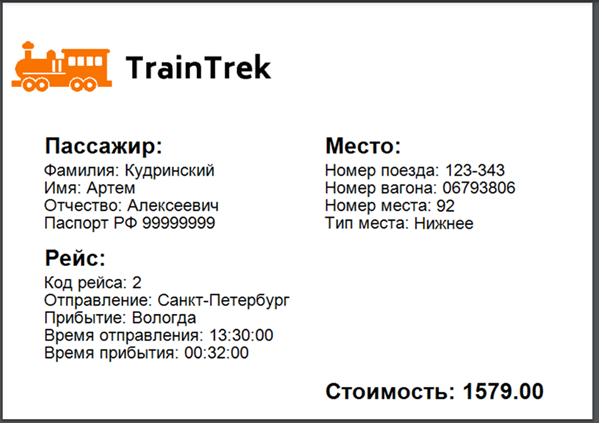 TrainTrek
Пассажир:
Фамилия: Кудринский
Имя: Артем
Отчество: Алексеевич
Паспорт РФ 99999999
Место:
Номер поезда: 123-343
Номер вагона: 06793806
Номер места: 92
Тип места: Нижнее
Рейс:
Код рейса: 2
Отправление: Санкт-Петербург
Прибытие: Вологда
Время отправления: 13:30:00
Время прибытия: 00:32:00
Стоимость: 1579.00